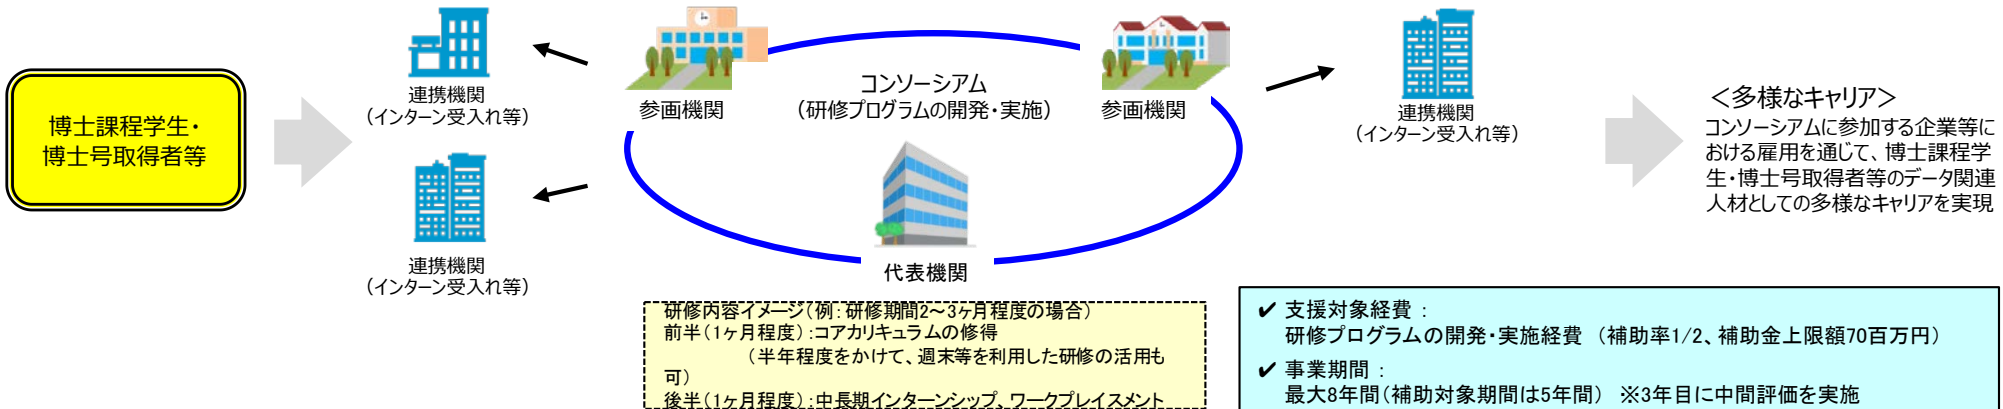 博士課程学生・
博士号取得者等
連携機関
（インターン受入れ等）
連携機関
（インターン受入れ等）
参画機関
コンソーシアム
（研修プログラムの開発・実施）
参画機関
代表機関
連携機関
（インターン受入れ等）
＜多様なキャリア＞
コンソーシアムに参加する企業等に
おける雇用を通じて、博士課程学
生・博士号取得者等のデータ関連
人材としての多様なキャリアを実現
研修内容イメージ（例：研修期間2～3ヶ月程度の場合）
前半（1ヶ月程度）：コアカリキュラムの修得
（半年程度をかけて、週末等を利用した研修の活用も
可）
後半（1ヶ月程度）：中長期インターンシップ、ワークプレイスメント
✔ 支援対象経費 ：
研修プログラムの開発・実施経費 （補助率1/2、補助金上限額70百万円）
✔ 事業期間 ：
最大8年間（補助対象期間は5年間） ※3年目に中間評価を実施